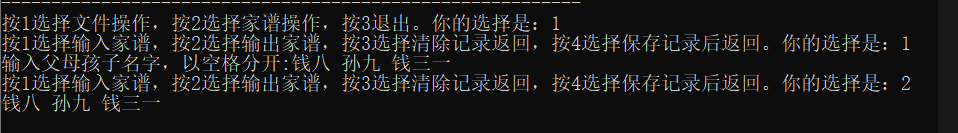 ------------------------------------------------------------
按1选择文件操作，按2选择家谱操作，按3退出。你的选择是：1
按1选择输入家谱，按2选择输出家谱，按3选择清除记录返回，按4选择保存记录后返回。你的选择是：1
输入父母孩子名字，以空格分开:钱八 孙九 钱三一
按1选择输入家谱，按2选择输出家谱，按3选择清除记录返回，按4选择保存记录后返回。你的选择是：2
钱八 孙九 钱三一